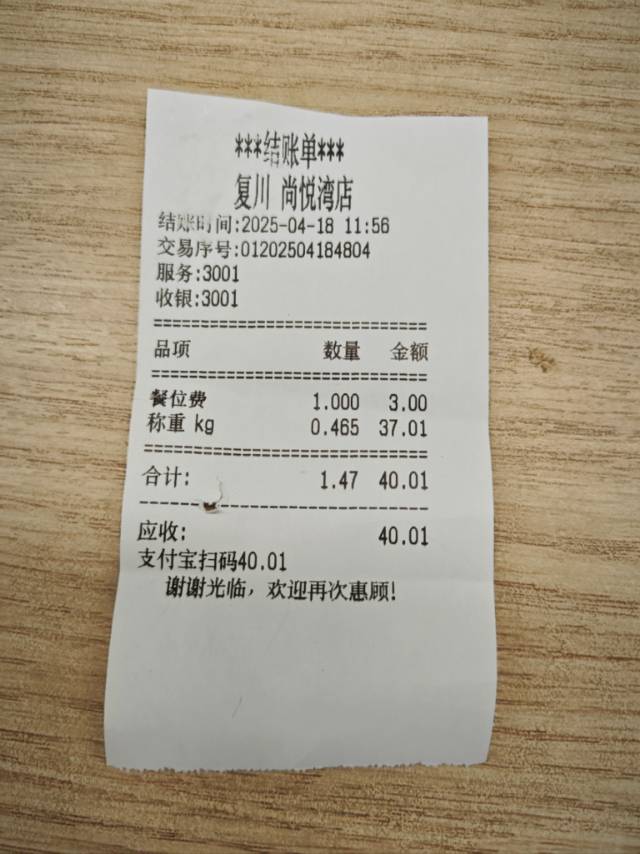 ***结账单***
复川 尚悦湾店
结账时间:2025-04-18 11:56
交易序号:01202504184804
服务:3001
收银:3001
==============================
品项 数量 金额
==============================
餐位费 1.000 3.00
称重 kg 0.465 37.01
==============================
合计: 1.47 40.01
------------------------------
应收: 40.01
支付宝扫码40.01
谢谢光临，欢迎再次惠顾!